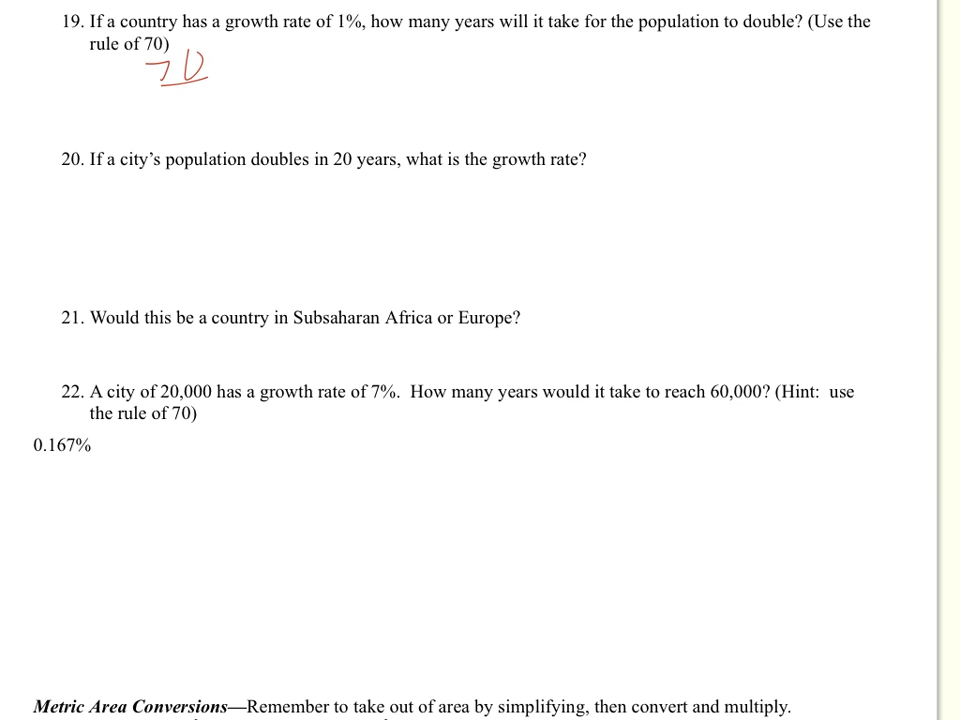 19. If a country has a growth rate of 1%, how many years will it take for the population to double? (Use the
rule of 70)
70
20. If a city’s population doubles in 20 years, what is the growth rate?
21. Would this be a country in Subsaharan Africa or Europe?
22. A city of 20,000 has a growth rate of 7%.  How many years would it take to reach 60,000? (Hint:  use
the rule of 70)
0.167%
Metric Area Conversions—Remember to take out of area by simplifying, then convert and multiply.